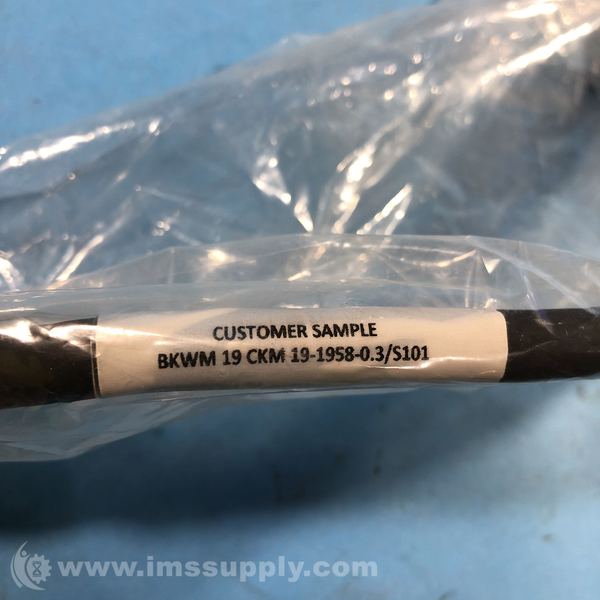 CUSTOMER SAMPLE
BKWM 19 CKM 19-1958-0.3/S101
www.imssupply.com